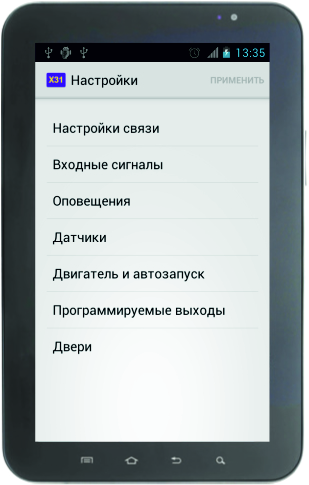 13:35
X31 Настройки ПРИМЕНИТЬ
Настройки связи
Входные сигналы
Оповещения
Датчики
Двигатель и автозапуск
Программируемые выходы
Двери